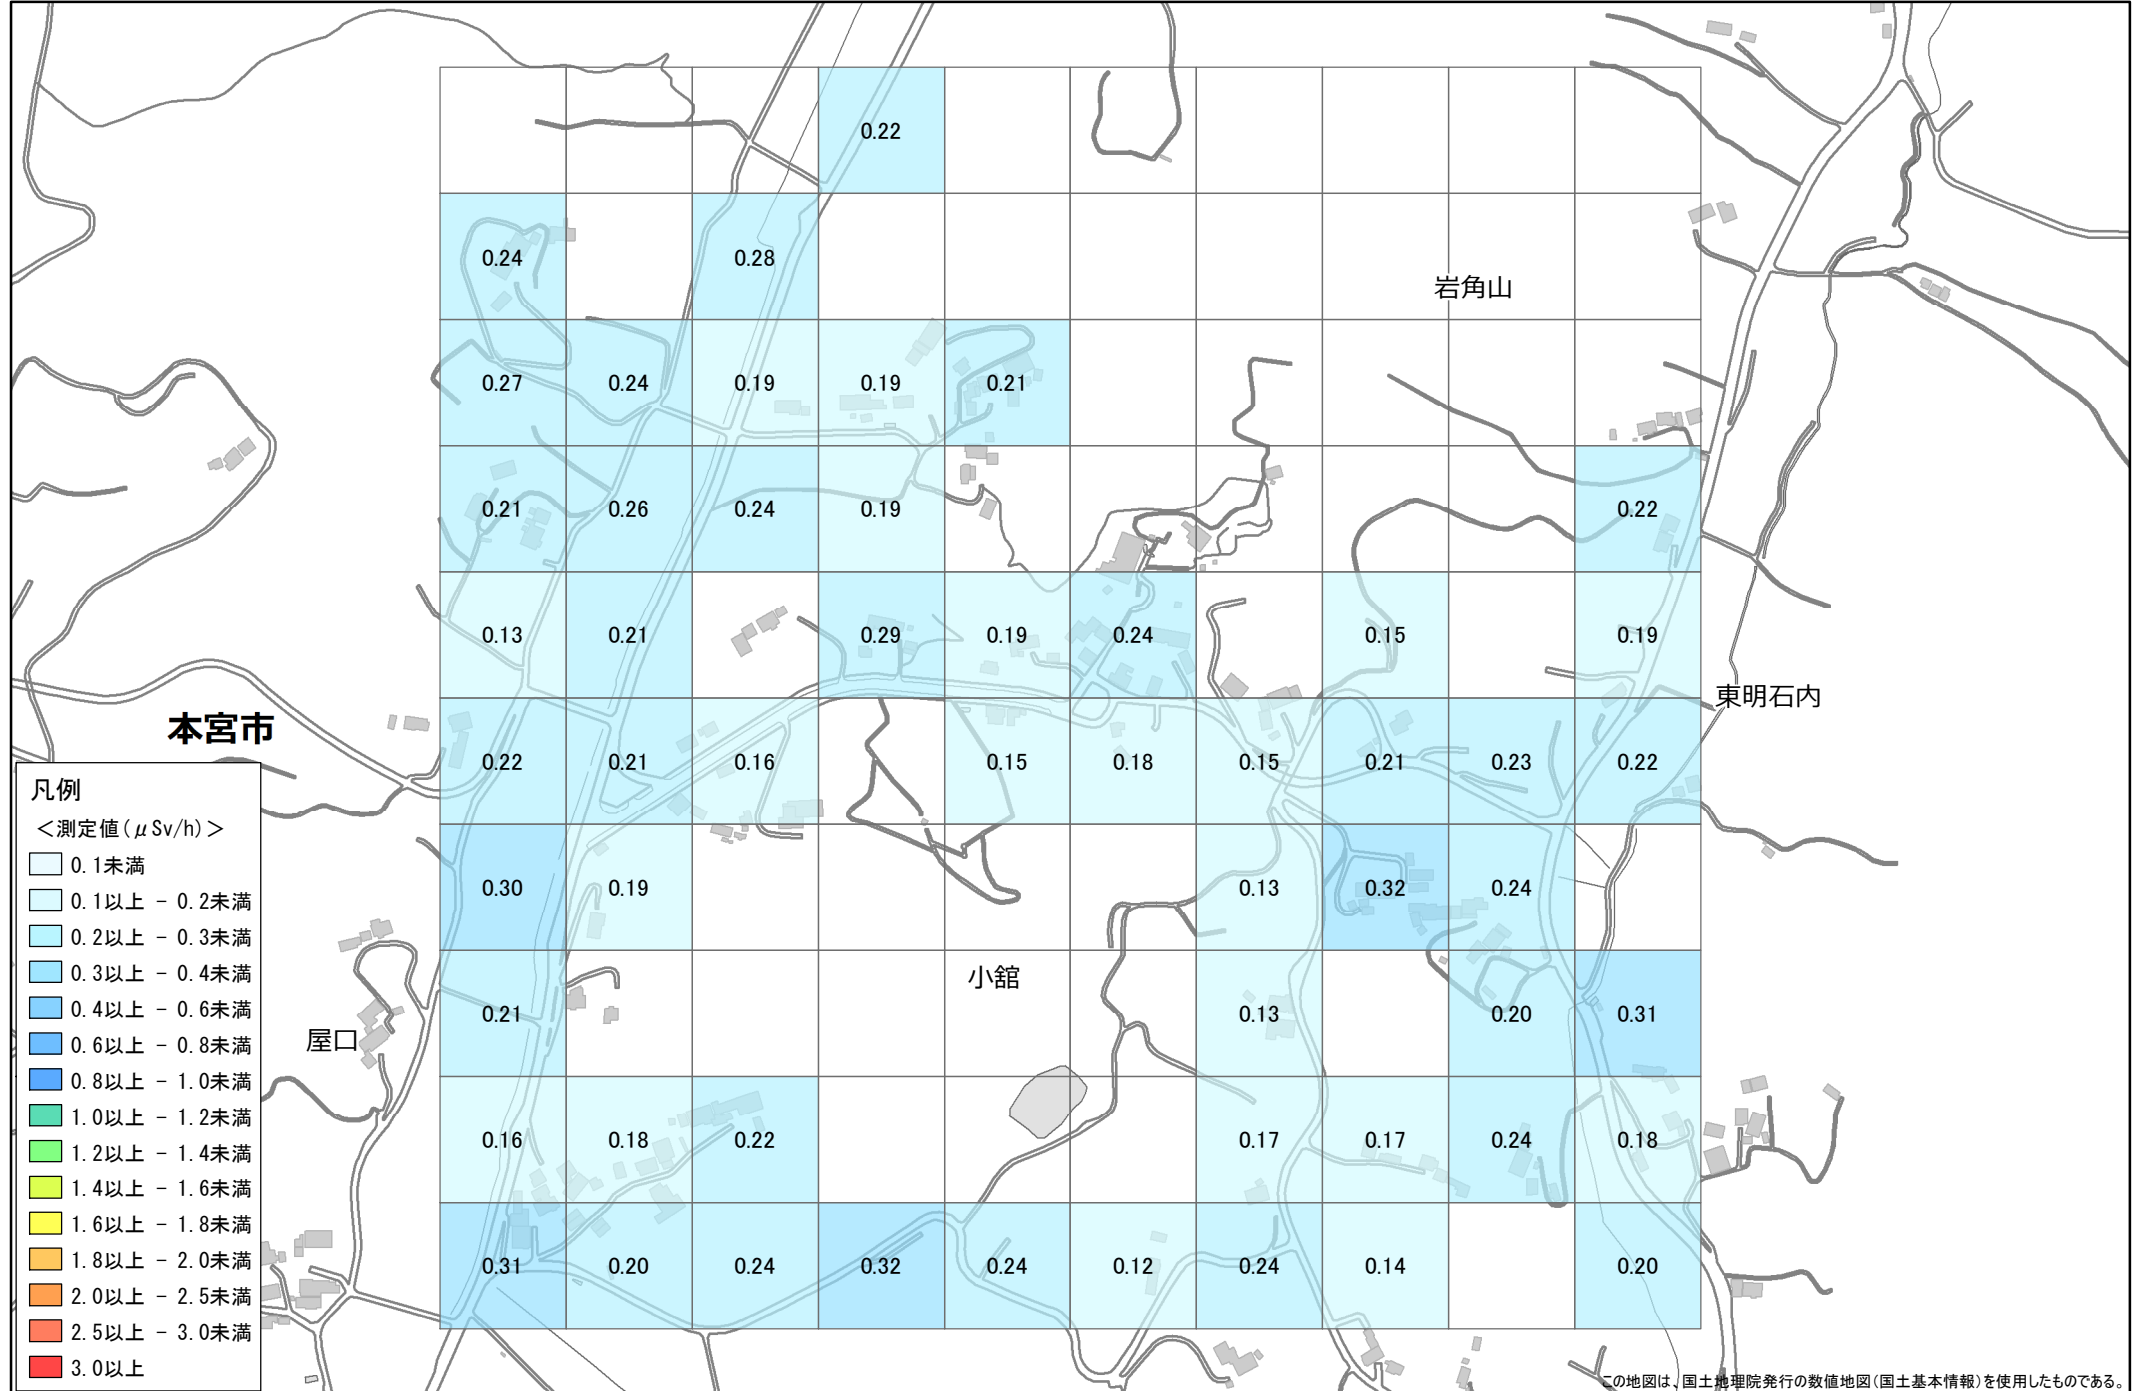 0.22
0.24 0.28
岩角山
0.27 0.24 0.19 0.19 0.21
0.21 0.26 0.24 0.19 0.22
0.13 0.21 0.29 0.19 0.24 0.15 0.19
東明石内
本宮市
0.22 0.21 0.16 0.15 0.18 0.15 0.21 0.23 0.22
0.30 0.19 0.13 0.32 0.24
小舘
0.21 0.13 0.20 0.31
屋口
0.16 0.18 0.22 0.17 0.17 0.24 0.18
0.31 0.20 0.24 0.32 0.24 0.12 0.24 0.14 0.20
凡例
<測定値(μSv/h)>
0.1未満
0.1以上 - 0.2未満
0.2以上 - 0.3未満
0.3以上 - 0.4未満
0.4以上 - 0.6未満
0.6以上 - 0.8未満
0.8以上 - 1.0未満
1.0以上 - 1.2未満
1.2以上 - 1.4未満
1.4以上 - 1.6未満
1.6以上 - 1.8未満
1.8以上 - 2.0未満
2.0以上 - 2.5未満
2.5以上 - 3.0未満
3.0以上
この地図は、国土地理院発行の数値地図(国土基本情報)を使用したものである。